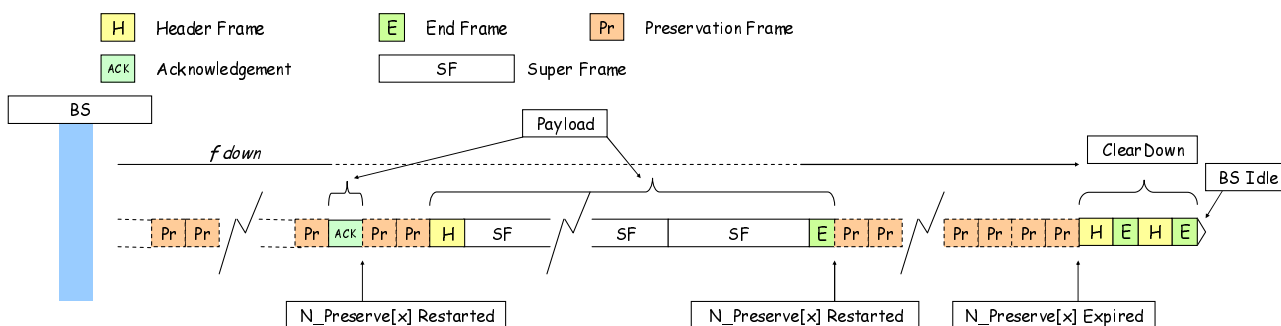 H Header Frame E End Frame Pr Preservation Frame
ACK Acknowledgement SF Super Frame
BS
Payload
f down
ClearDown
BS Idle
Pr Pr Pr ACK Pr Pr H SF SF SF E Pr Pr Pr Pr Pr Pr H E H E
N_Preserve[x] Restarted N_Preserve[x] Restarted N_Preserve[x] Expired